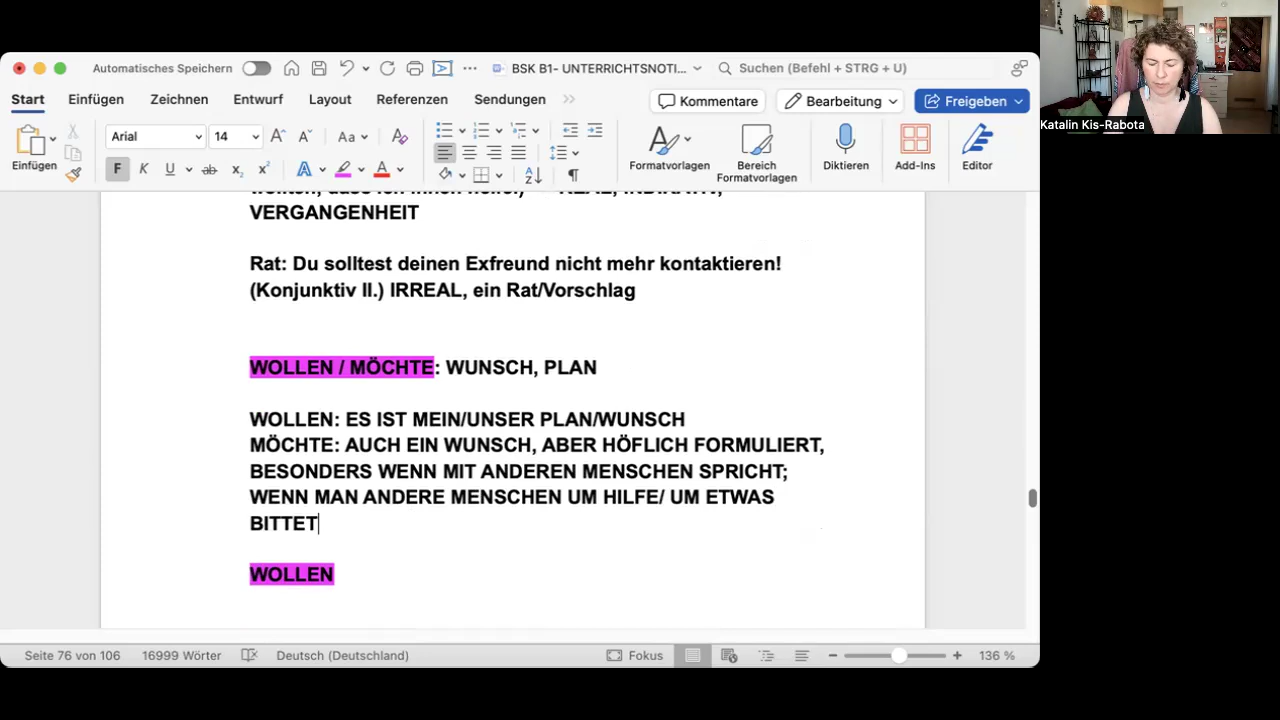 Automatisches Speichern
BSK B1- UNTERRICHTSNOTI...
Suchen (Befehl + STRG + U)
Start Einfügen Zeichnen Entwurf Layout Referenzen Sendungen
Kommentare
Bearbeitung
Freigeben
Einfügen
Arial 14
Formatvorlagen
Bereich Formatvorlagen
Diktieren
Add-Ins
Editor
Katalin Kis-Rabota
VERGANGENHEIT
Rat: Du solltest deinen Exfreund nicht mehr kontaktieren!
(Konjunktiv II.) IRREAL, ein Rat/Vorschlag
WOLLEN / MÖCHTE: WUNSCH, PLAN
WOLLEN: ES IST MEIN/UNSER PLAN/WUNSCH
MÖCHTE: AUCH EIN WUNSCH, ABER HÖFLICH FORMULIERT,
BESONDERS WENN MIT ANDEREN MENSCHEN SPRICHT;
WENN MAN ANDERE MENSCHEN UM HILFE/ UM ETWAS
BITTET
WOLLEN
Seite 76 von 106 16999 Wörter Deutsch (Deutschland) Fokus 136 %